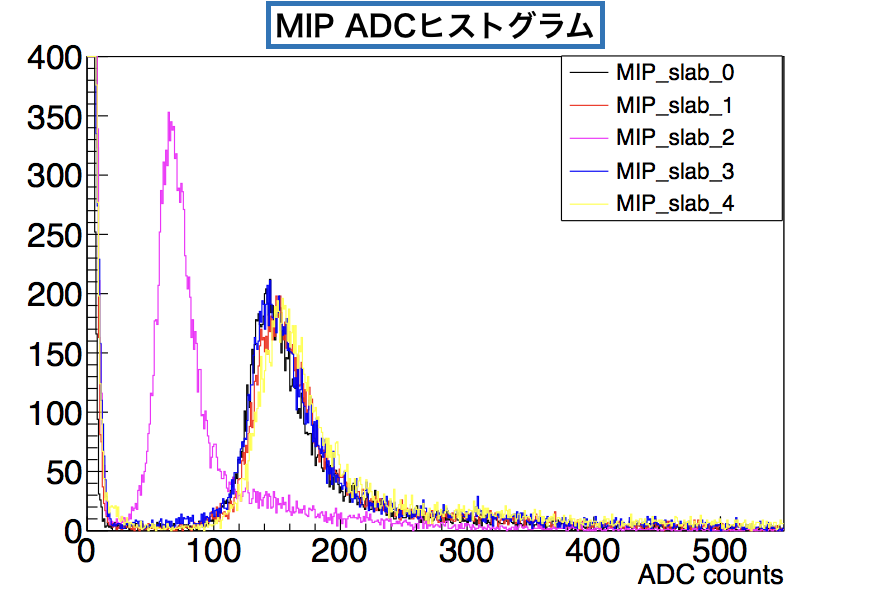 MIP ADCヒストグラム
400
350
300
250
200
150
100
50
0
MIP_slab_0
MIP_slab_1
MIP_slab_2
MIP_slab_3
MIP_slab_4
0 100 200 300 400 500
ADC counts